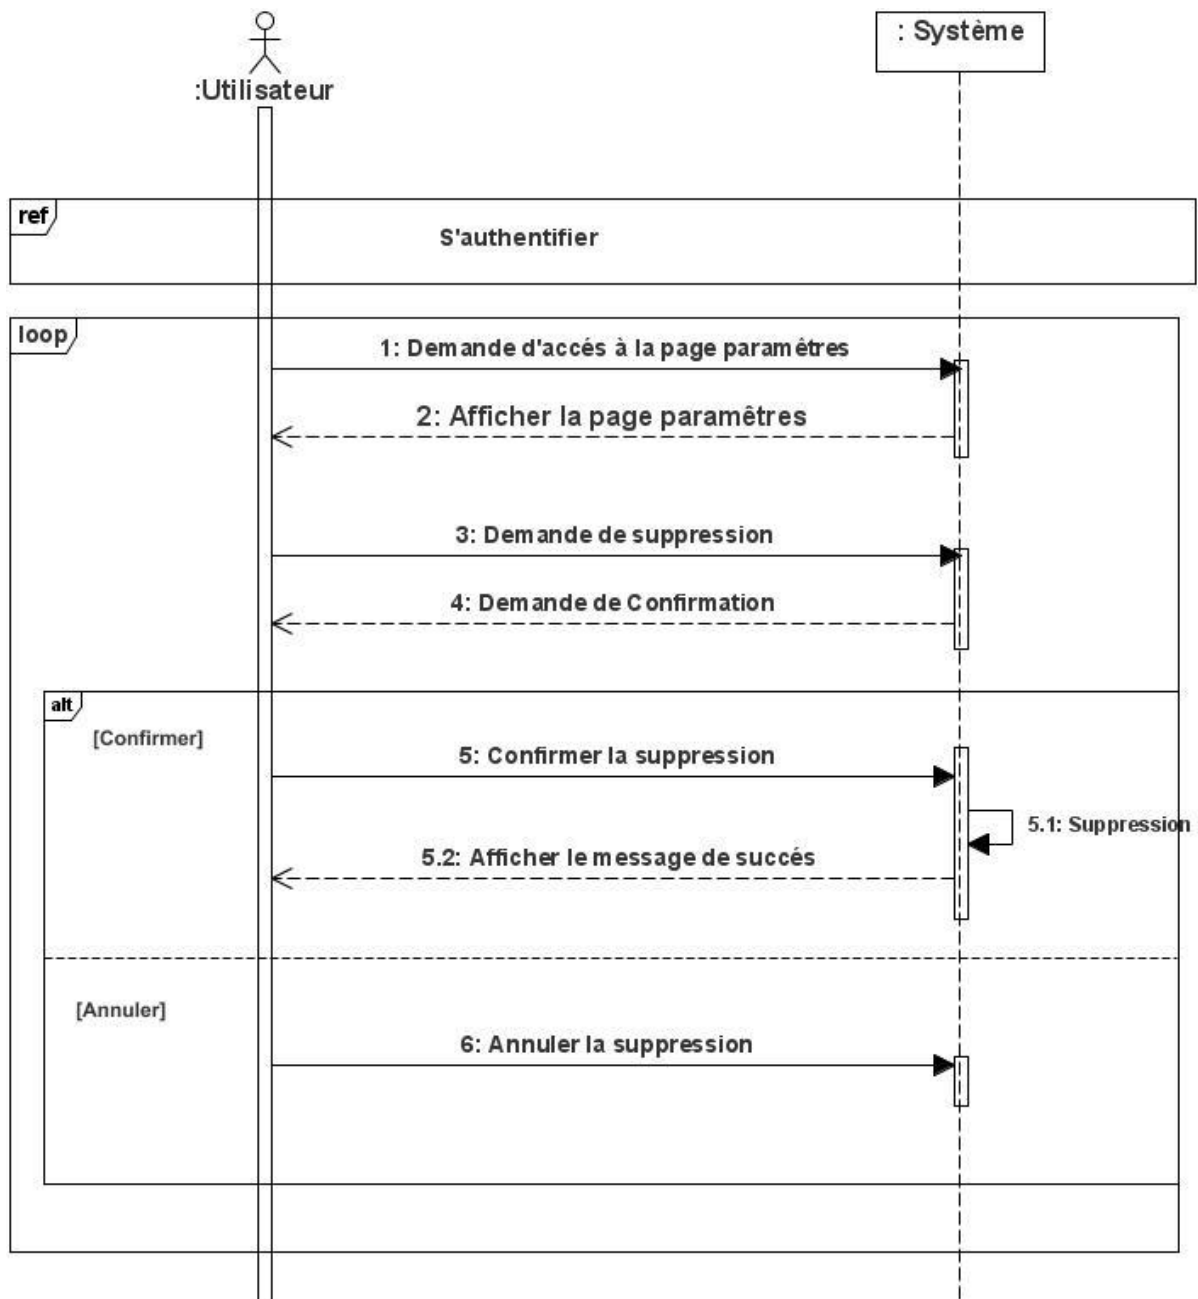 : Système
:Utilisateur
ref
S'authentifier
loop
1: Demande d'accés à la page paramêtres
2: Afficher la page paramêtres
3: Demande de suppression
4: Demande de Confirmation
alt
[Confirmer]
5: Confirmer la suppression
5.1: Suppression
5.2: Afficher le message de succés
[Annuler]
6: Annuler la suppression